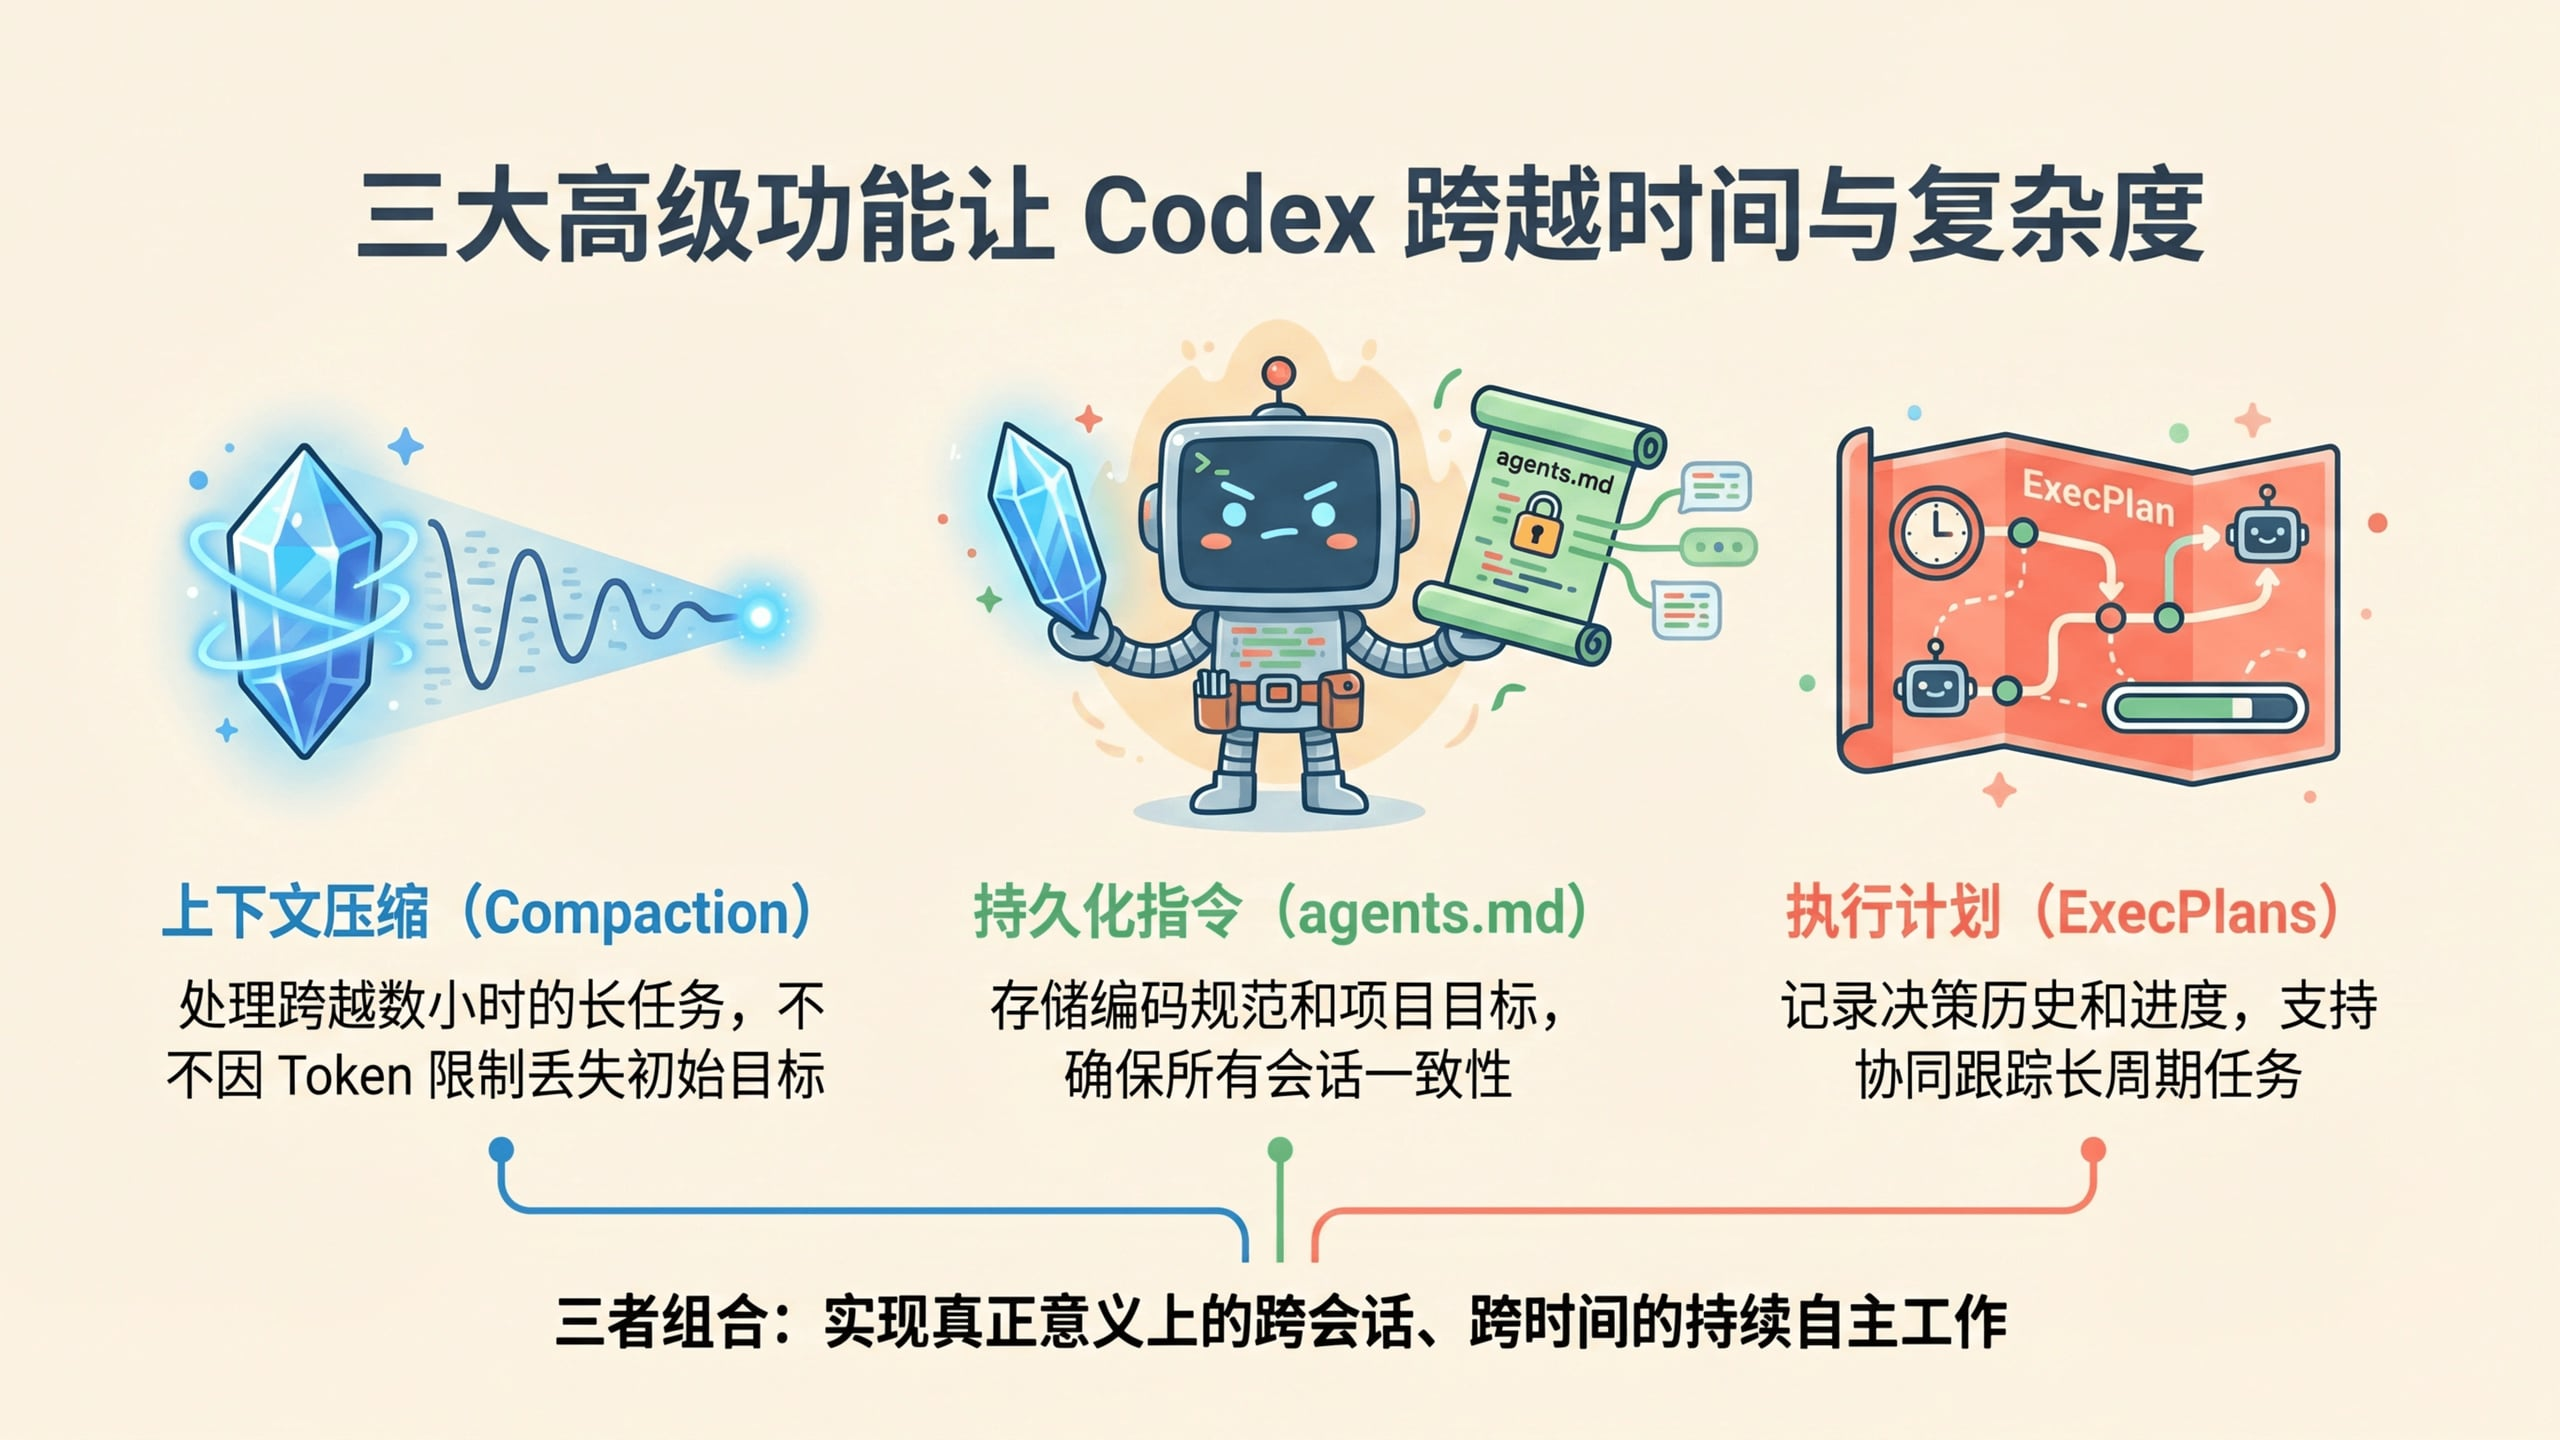 三大高级功能让 Codex 跨越时间与复杂度
>_
agents.md
ExecPlan
上下文压缩（Compaction）
处理跨越数小时的长任务，不
不因 Token 限制丢失初始目标
持久化指令（agents.md）
存储编码规范和项目目标，
确保所有会话一致性
执行计划（ExecPlans）
记录决策历史和进度，支持
协同跟踪长周期任务
三者组合：实现真正意义上的跨会话、跨时间的持续自主工作